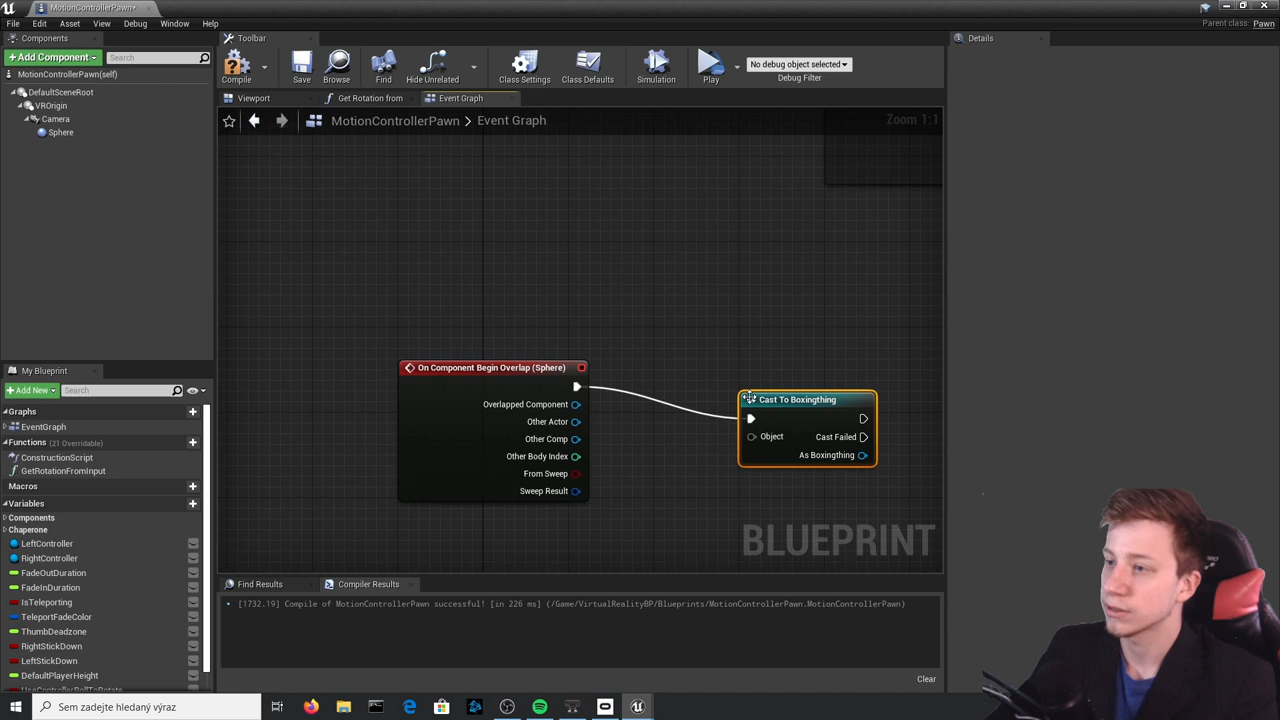 MotionControllerPawn*
File Edit Asset View Debug Window Help
Parent class: Pawn
Components
Toolbar
Details
+Add Component
Search
MotionControllerPawn(self)
DefaultSceneRoot
VROrigin
Camera
Sphere
Compile Save Browse Find Hide Unrelated Class Settings Class Defaults Simulation Play
No debug object selected
Debug Filter
Viewport Get Rotation from Event Graph
MotionControllerPawn > Event Graph
Zoom 1:1
On Component Begin Overlap (Sphere)
Overlapped Component
Other Actor
Other Comp
Other Body Index
From Sweep
Sweep Result
Cast To Boxingthing
Object
Cast Failed
As Boxingthing
BLUEPRINT
My Blueprint
+Add New
Search
Graphs
EventGraph
Functions (21 Overridable)
ConstructionScript
GetRotationFromInput
Macros
Variables
Components
Chaperone
LeftController
RightController
FadeOutDuration
FadeInDuration
IsTeleporting
TeleportFadeColor
ThumbDeadzone
RightStickDown
LeftStickDown
DefaultPlayerHeight
UseControllerRollToRotate
Find Results Compiler Results
[1732.19] Compile of MotionControllerPawn successful! [in 226 ms] (/Game/VirtualRealityBP/Blueprints/MotionControllerPawn.MotionControllerPawn)
Clear
Sem zadejte hledaný výraz